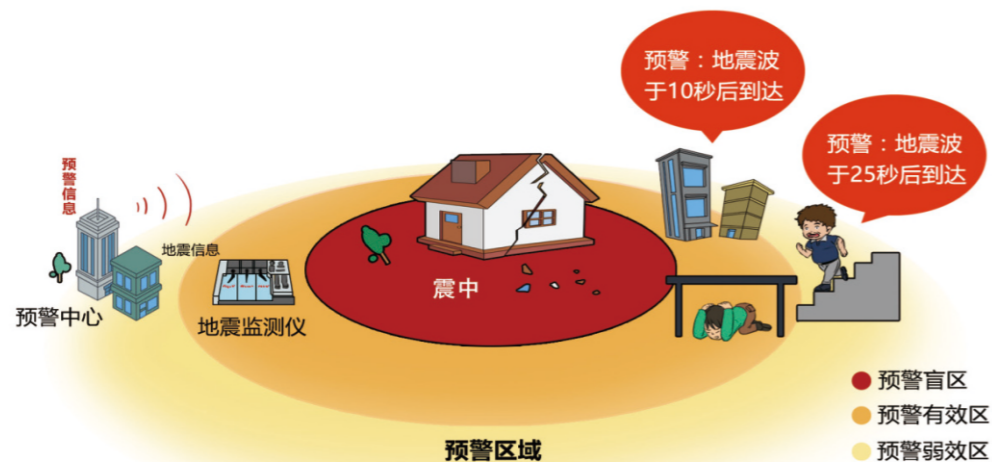 预警：地震波
于10秒后到达
预警：地震波
于25秒后到达
预警信息
地震信息
预警中心
地震监测仪
震中
预警盲区
预警有效区
预警弱效区
预警区域